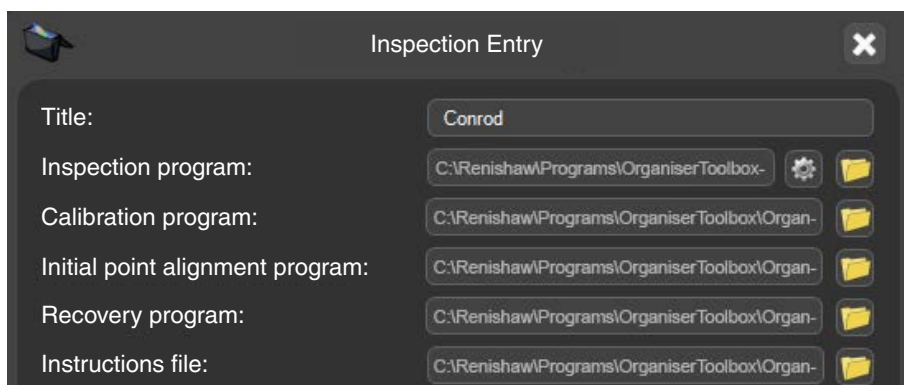 Inspection Entry
Title: Conrod
Inspection program: C:\Renishaw\Programs\OrganiserToolbox-
Calibration program: C:\Renishaw\Programs\OrganiserToolbox\Organ-
Initial point alignment program: C:\Renishaw\Programs\OrganiserToolbox\Organ-
Recovery program: C:\Renishaw\Programs\OrganiserToolbox\Organ-
Instructions file: C:\Renishaw\Programs\OrganiserToolbox\Organ-